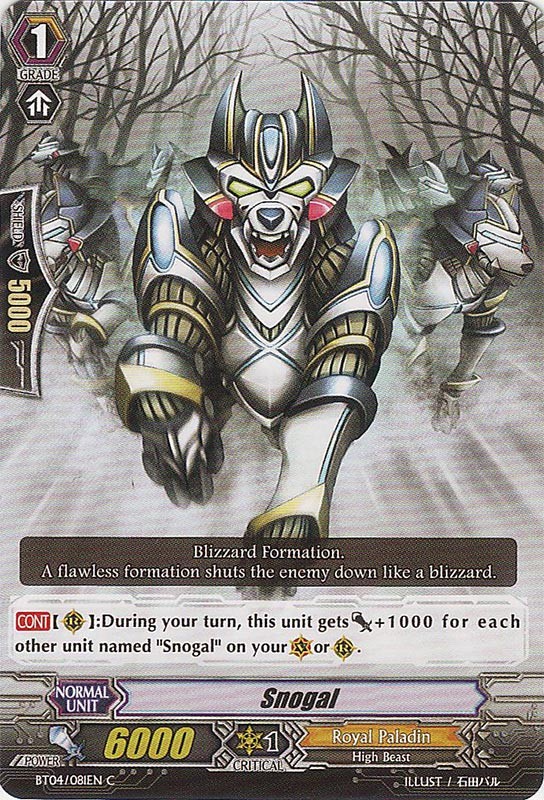 1
GRADE
SHIELD
5000
Blizzard Formation.
A flawless formation shuts the enemy down like a blizzard.
CONT [ ]:During your turn, this unit gets +1000 for each
other unit named "Snogal" on your or .
NORMAL
UNIT
Snogal
POWER
6000
1
CRITICAL
Royal Paladin
High Beast
BT04/081EN C
ILLUST / 石田バル